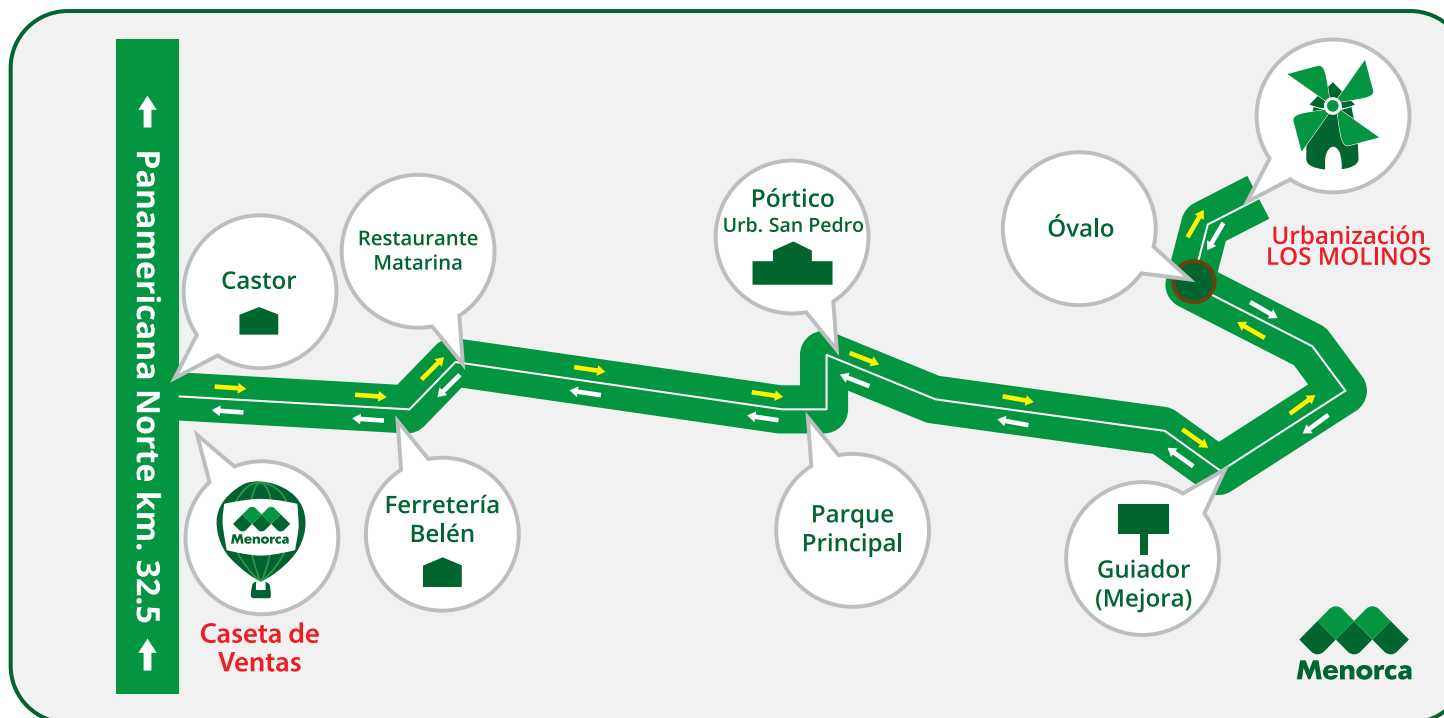 Panamericana Norte km. 32.5
Castor
Restaurante
Matarina
Pórtico
Urb. San Pedro
Óvalo
Urbanización
LOS MOLINOS
Menorca
Caseta de
Ventas
Ferretería
Belén
Parque
Principal
Guiador
(Mejora)
Menorca